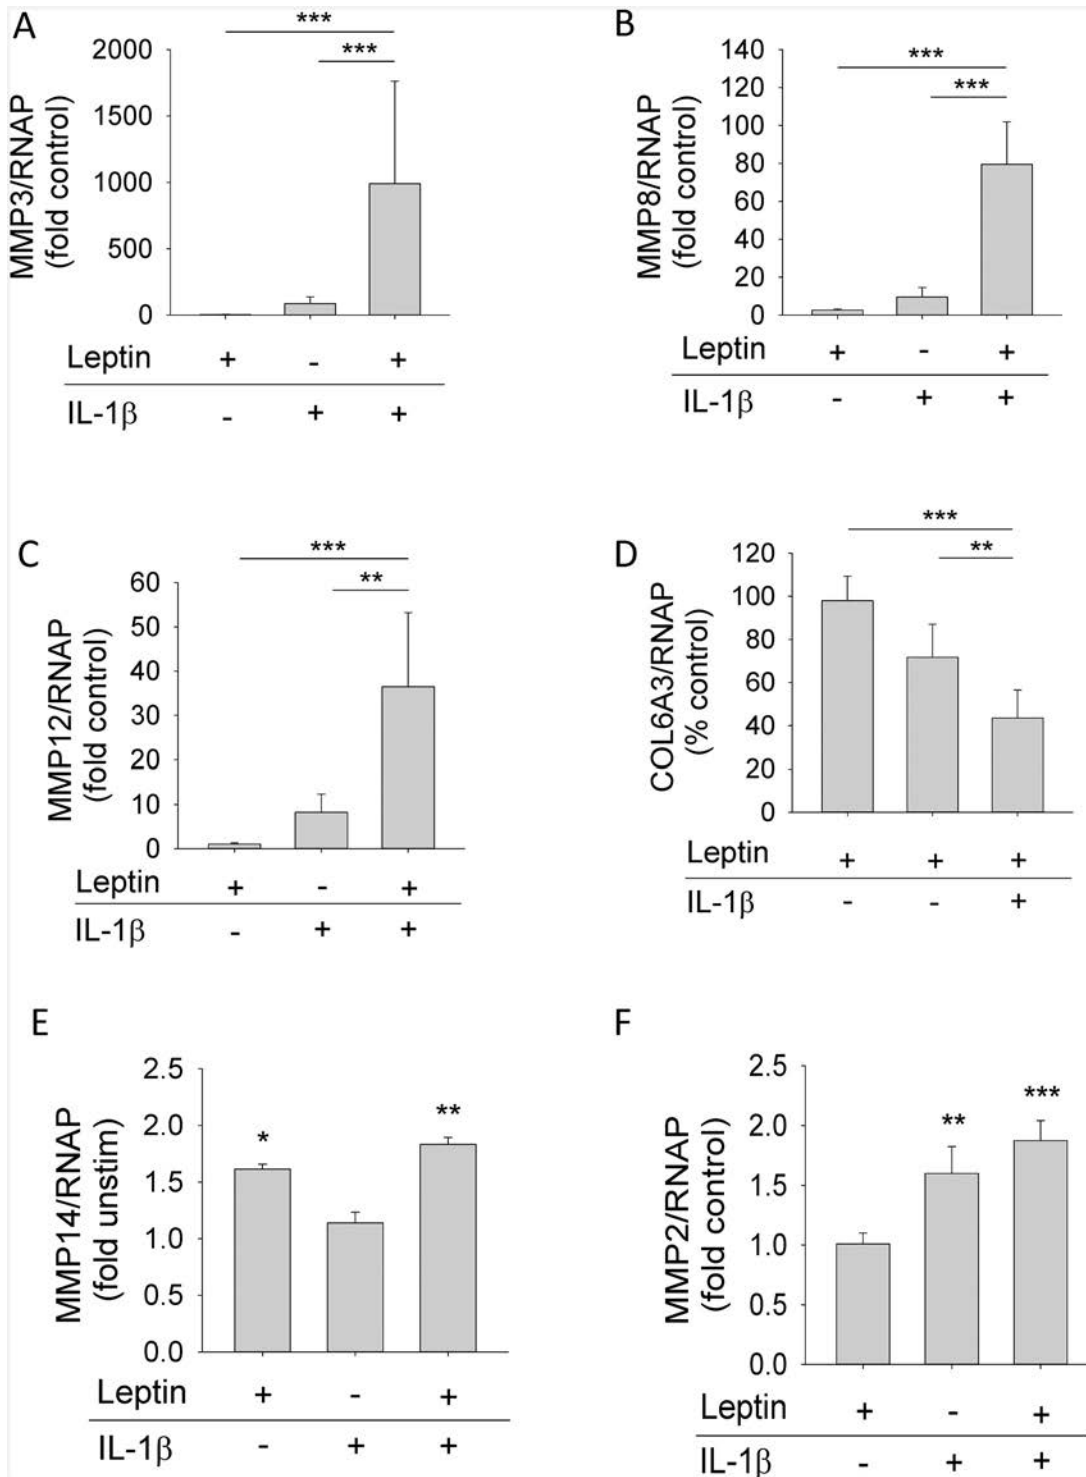 A
***
***
2000
1500
1000
500
0
MMP3/RNAP
(fold control)
Leptin + - +
IL-1β - + +
B
***
***
140
120
100
80
60
40
20
0
MMP8/RNAP
(fold control)
Leptin + - +
IL-1β - + +
C
***
**
60
50
40
30
20
10
0
MMP12/RNAP
(fold control)
Leptin + - +
IL-1β - + +
D
***
**
120
100
80
60
40
20
0
COL6A3/RNAP
(% control)
Leptin + + +
IL-1β - - +
E
2.5
2.0
1.5
1.0
0.5
0.0
* **
MMP14/RNAP
(fold unstim)
Leptin + - +
IL-1β - + +
F
2.5
2.0
1.5
1.0
0.5
0.0
** ***
MMP2/RNAP
(fold control)
Leptin + - +
IL-1β - + +